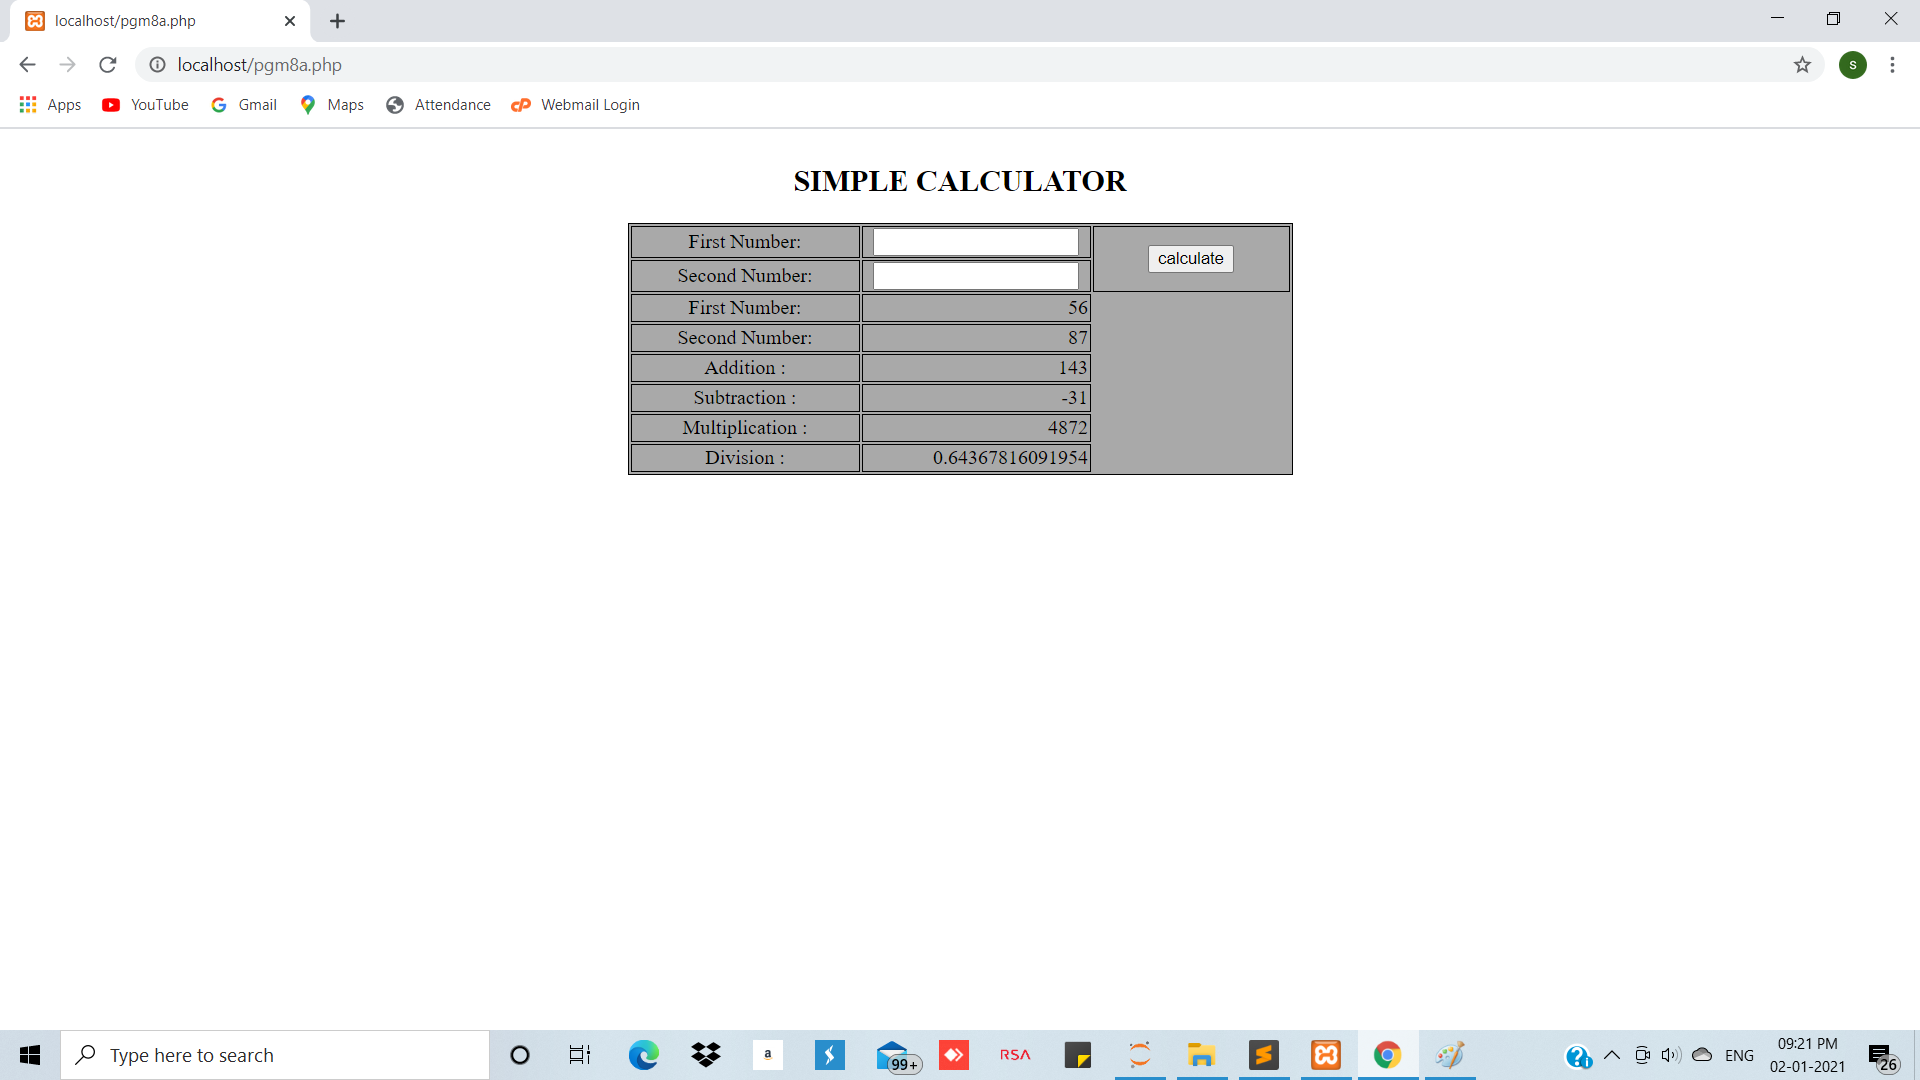 localhost/pgm8a.php
localhost/pgm8a.php
S
Apps YouTube Gmail Maps Attendance Webmail Login
SIMPLE CALCULATOR
First Number:
calculate
Second Number:
First Number: 56
Second Number: 87
Addition : 143
Subtraction : -31
Multiplication : 4872
Division : 0.64367816091954
Type here to search
a
99+
RSA
ENG
09:21 PM
02-01-2021
26